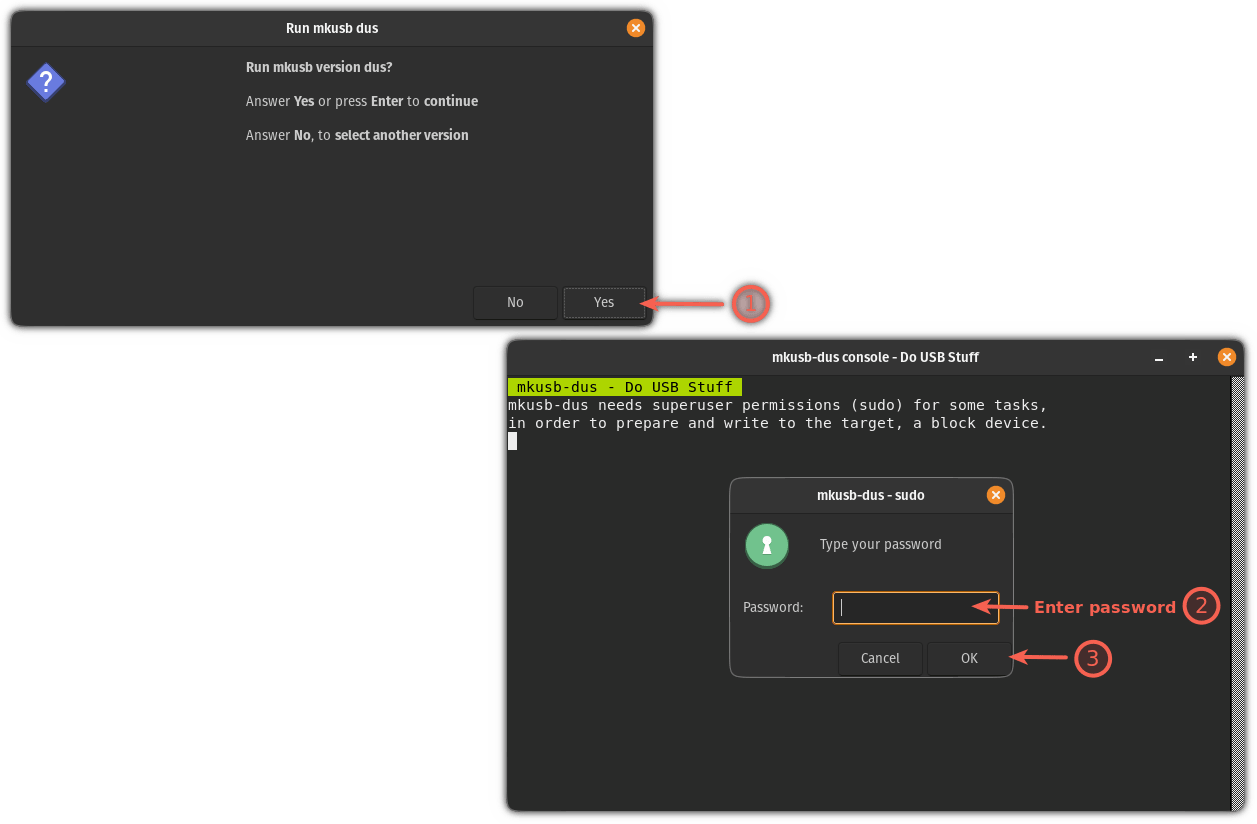 Run mkusb dus
?
Run mkusb version dus?
Answer Yes or press Enter to continue
Answer No, to select another version
No
Yes
1
mkusb-dus console - Do USB Stuff
mkusb-dus - Do USB Stuff
mkusb-dus needs superuser permissions (sudo) for some tasks,
in order to prepare and write to the target, a block device.
mkusb-dus - sudo
Type your password
Password:
Enter password 2
Cancel
OK
3